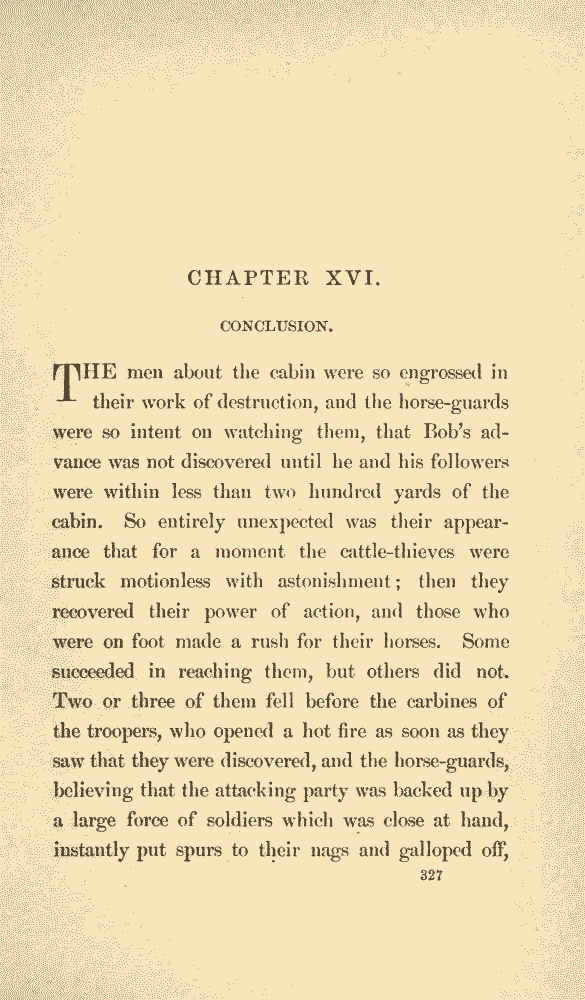 CHAPTER XVI.
CONCLUSION.
THE men about the cabin were so engrossed in
their work of destruction, and the horse-guards
were so intent on watching them, that Bob's ad-
vance was not discovered until he and his followers
were within less than two hundred yards of the
cabin. So entirely unexpected was their appear-
ance that for a moment the cattle-thieves were
struck motionless with astonishment; then they
recovered their power of action, and those who
were on foot made a rush for their horses. Some
succeeded in reaching them, but others did not.
Two or three of them fell before the carbines of
the troopers, who opened a hot fire as soon as they
saw that they were discovered, and the horse-guards,
believing that the attacking party was backed up by
a large force of soldiers which was close at hand,
instantly put spurs to their nags and galloped off,
327